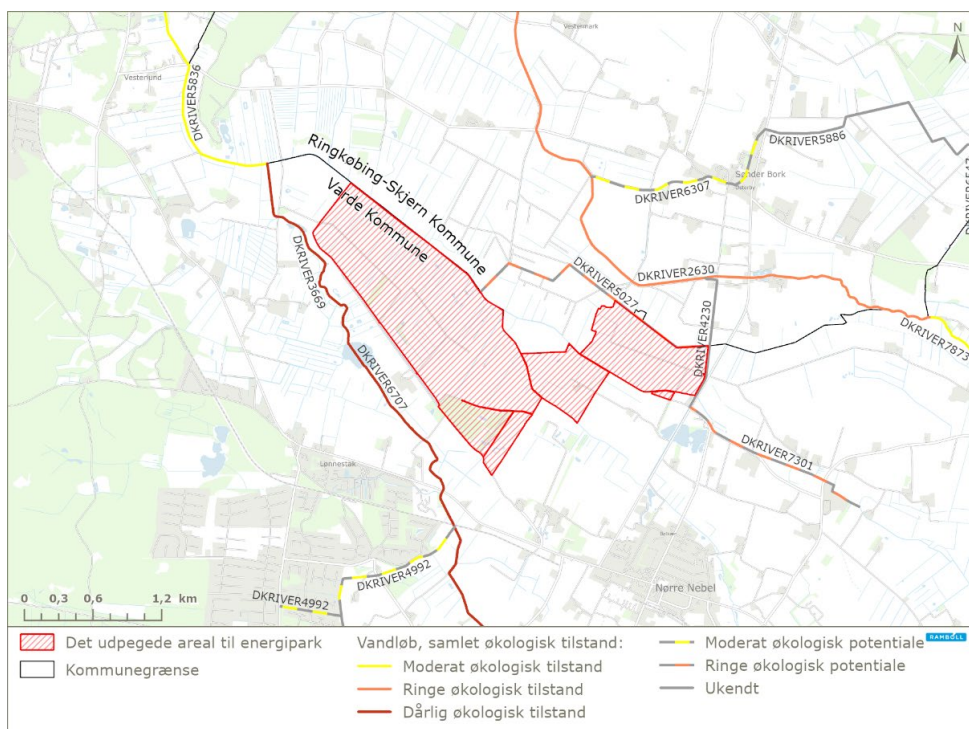 Vesterlund
Vestenmark
N
DKRIVER5836
Ringkøbing-Skjern Kommune
Varde Kommune
DKRIVER5886
Sønder Bork
DKRIVER6307
DKRIVER3669
DKRIVER5027
DKRIVER2630
DKRIVER4230
DKRIVER7873
DKRIVER6707
DKRIVER7301
Lønnestak
DKRIVER4992
DKRIVER4992
Nørre Nebel
0 0,3 0,6 1,2 km
Det udpegede areal til energipark
Kommunegrænse
Vandløb, samlet økologisk tilstand:
Moderat økologisk tilstand
Ringe økologisk tilstand
Dårlig økologisk tilstand
Moderat økologisk potentiale
Ringe økologisk potentiale
Ukendt
RAMBOLL